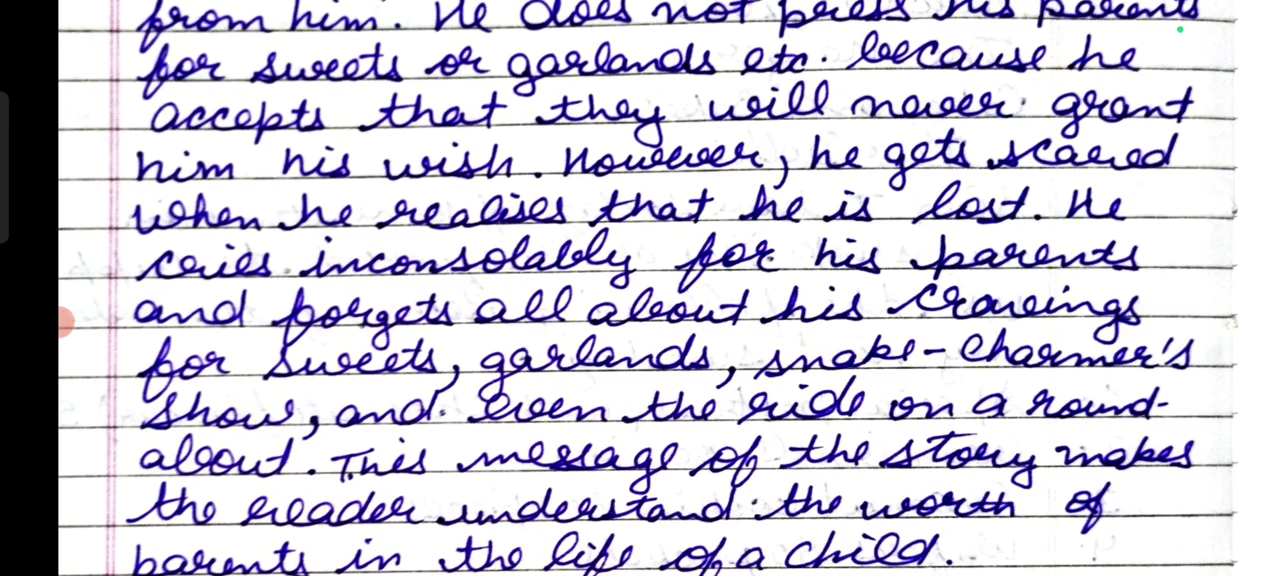 from him. He does not press his parents
for sweets or garlands etc. because he
accepts that they will never grant
him his wish. However, he gets scared
when he realises that he is lost. He
cries inconsolably for his parents
and forgets all about his cravings
for sweets, garlands, snake-charmer's
show, and even the ride on a round-
about. This message of the story makes
the reader understand the worth of
parents in the life of a child.